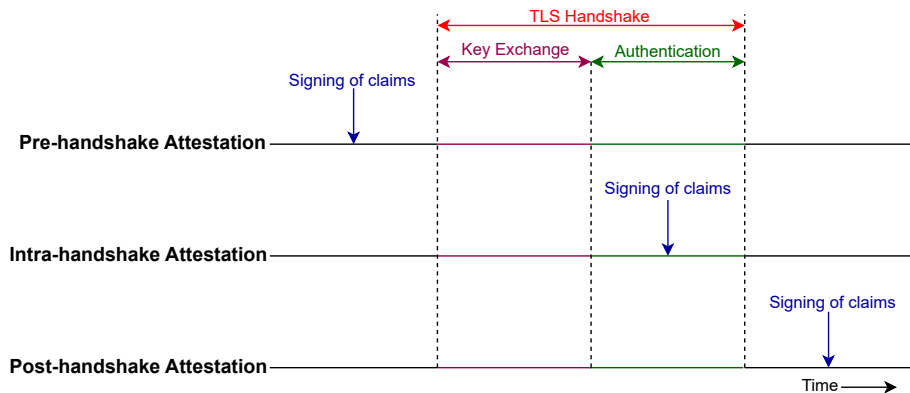 TLS Handshake
Key Exchange
Authentication
Signing of claims
Pre-handshake Attestation
Signing of claims
Intra-handshake Attestation
Signing of claims
Post-handshake Attestation
Time